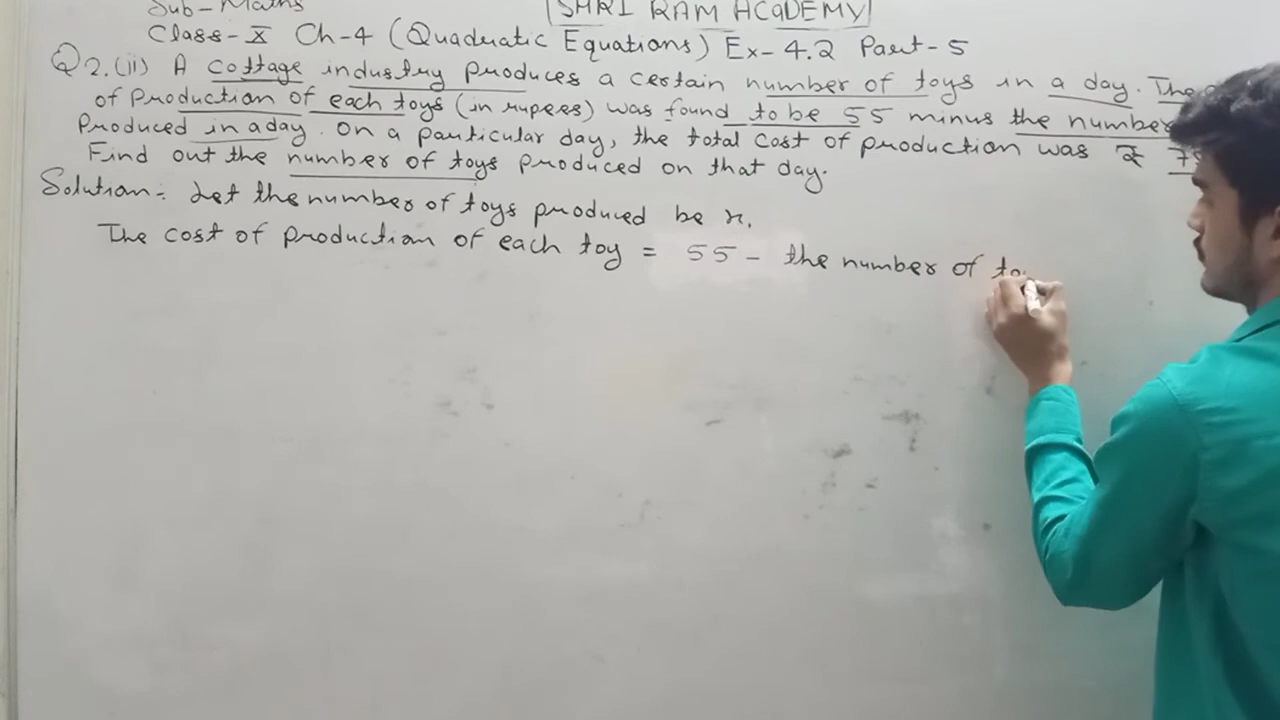 Sub - Maths
SHRI RAM ACADEMY
Class - X Ch-4 (Quadratic Equations) Ex-4.2 Part-5
Q2.(ii) A cottage industry produces a certain number of toys in a day. The
of production of each toys (in rupees) was found to be 55 minus the number
Produced in a day. On a particular day, the total cost of production was ₹
Find out the number of toys produced on that day.
Solution:- Let the number of toys produced be x.
The cost of production of each toy = 55 - the number of to